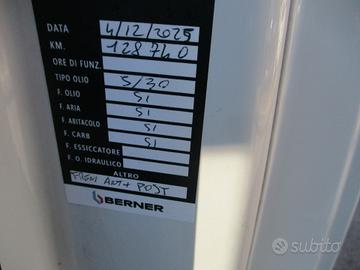 DATA 4/12/2025
KM. 128740
ORE DI FUNZ.
TIPO OLIO 5/30
F. OLIO SI
F. ARIA SI
F. ABITACOLO SI
F. CARB SI
F. ESSICCATORE
F. O. IDRAULICO
ALTRO
FRENI ANT+ POST
BERNER
subito